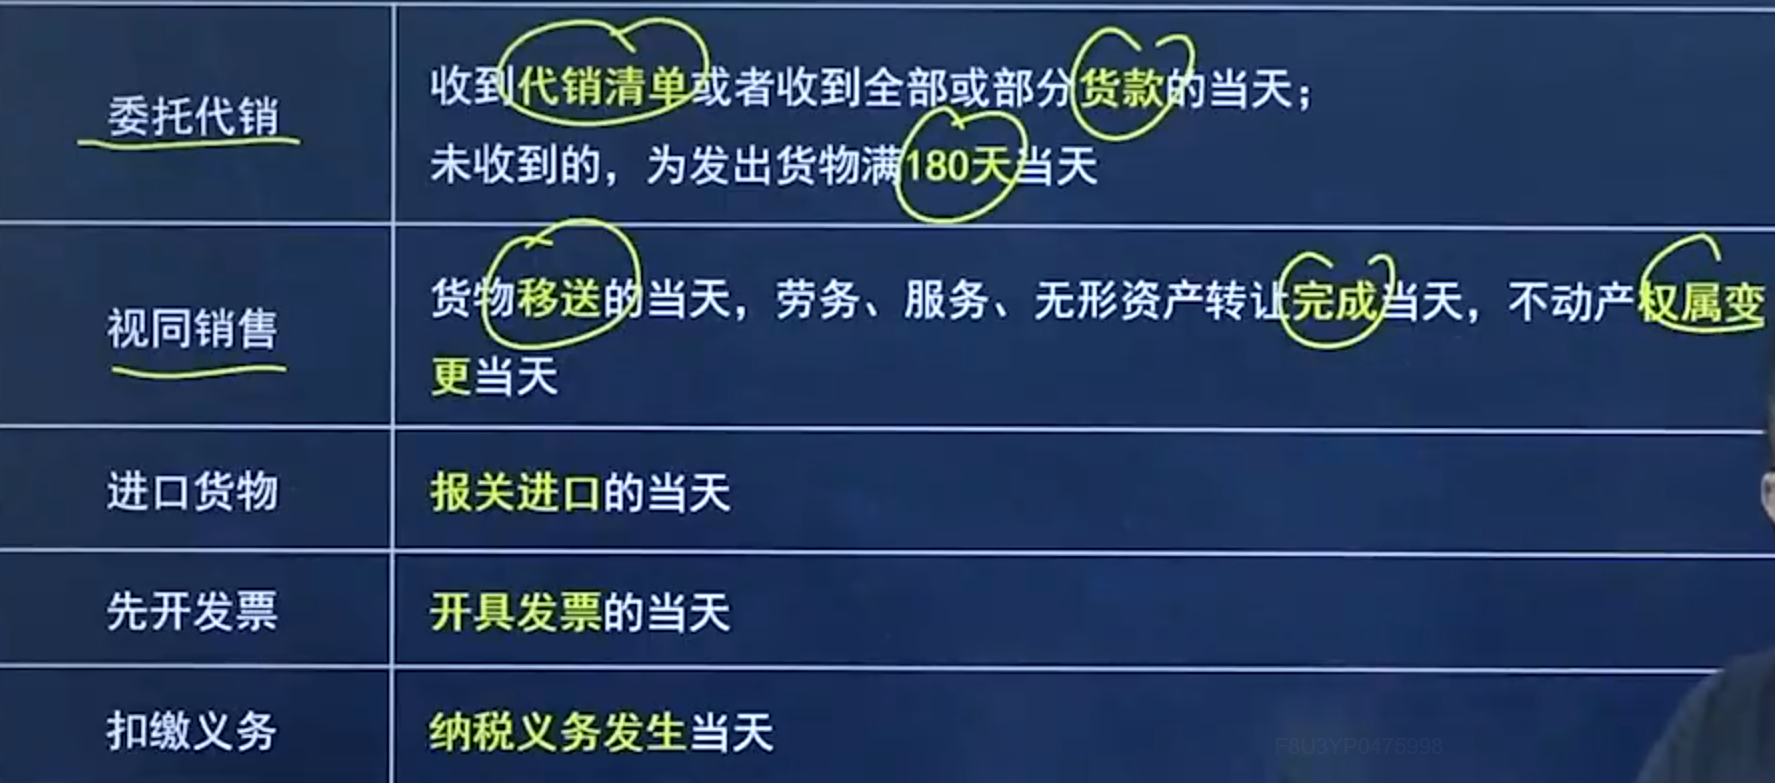 委托代销
收到代销清单或者收到全部或部分货款的当天;
未收到的，为发出货物满180天当天
视同销售
货物移送的当天，劳务、服务、无形资产转让完成当天，不动产权属变
更当天
进口货物
报关进口的当天
先开发票
开具发票的当天
扣缴义务
纳税义务发生当天
F8U3YP0475998